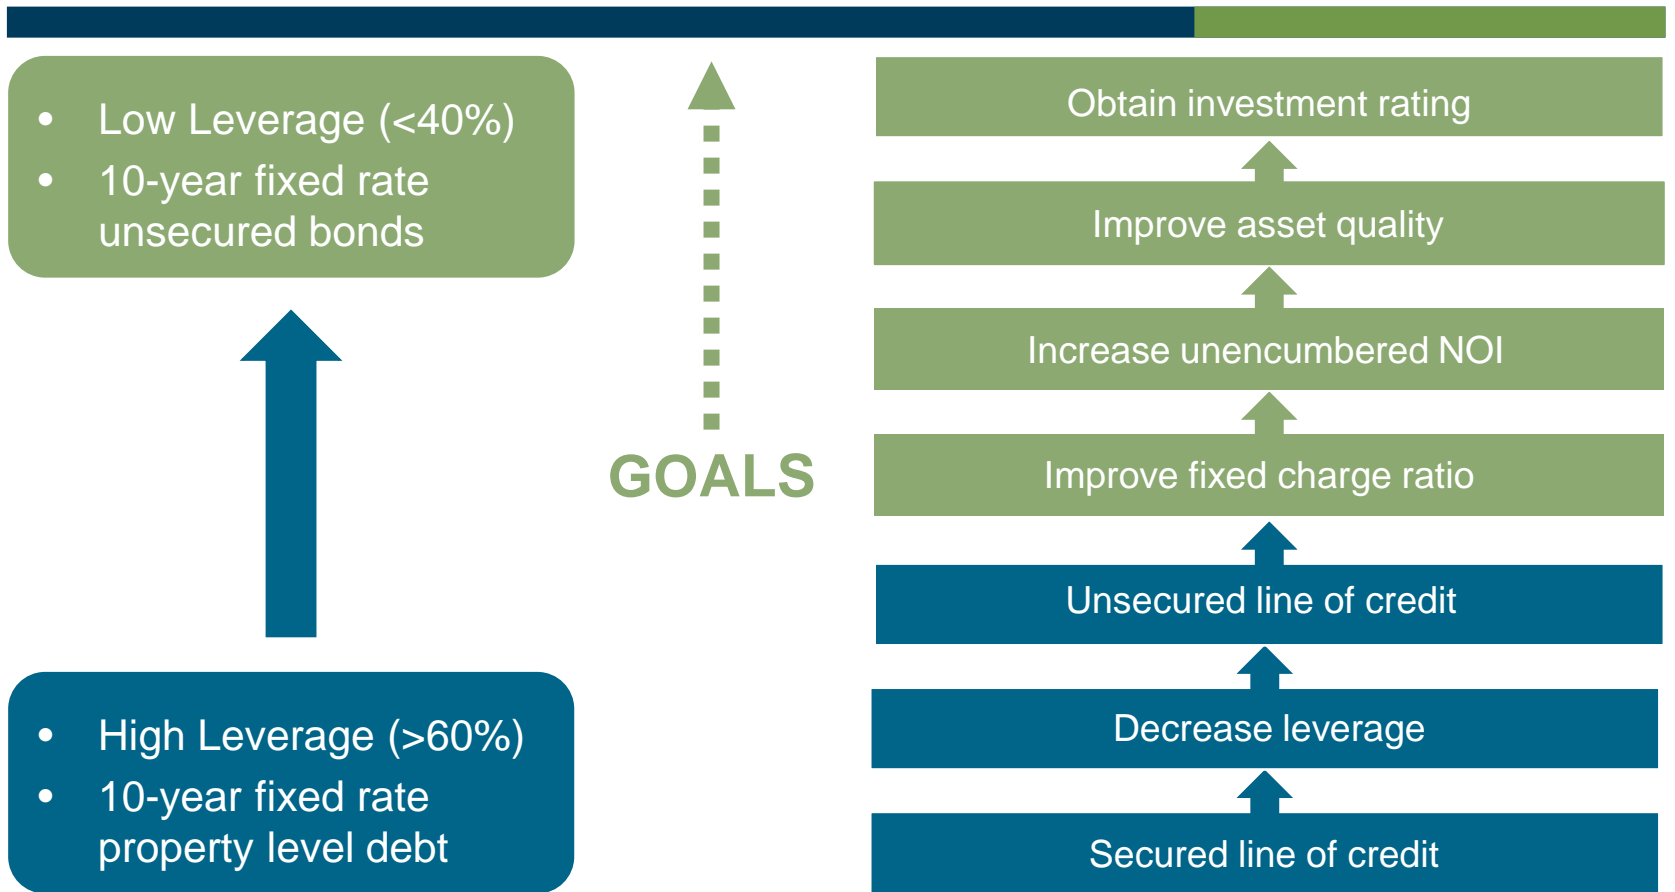 • Low Leverage (<40%)
• 10-year fixed rate
unsecured bonds
• High Leverage (>60%)
• 10-year fixed rate
property level debt
GOALS
Obtain investment rating
Improve asset quality
Increase unencumbered NOI
Improve fixed charge ratio
Unsecured line of credit
Decrease leverage
Secured line of credit